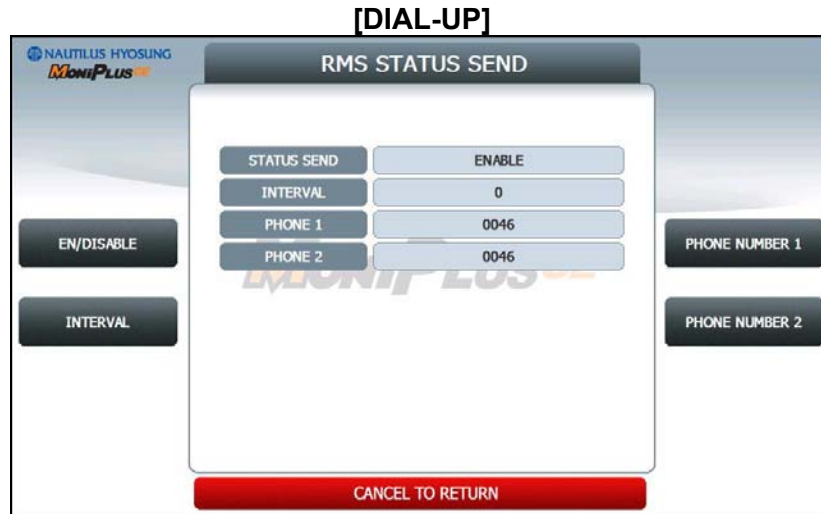 [DIAL-UP]
NAUTILUS HYOSUNG
MONIPLUS
RMS STATUS SEND
STATUS SEND ENABLE
INTERVAL 0
PHONE 1 0046
PHONE 2 0046
EN/DISABLE
PHONE NUMBER 1
MONIPLUS
INTERVAL
PHONE NUMBER 2
CANCEL TO RETURN